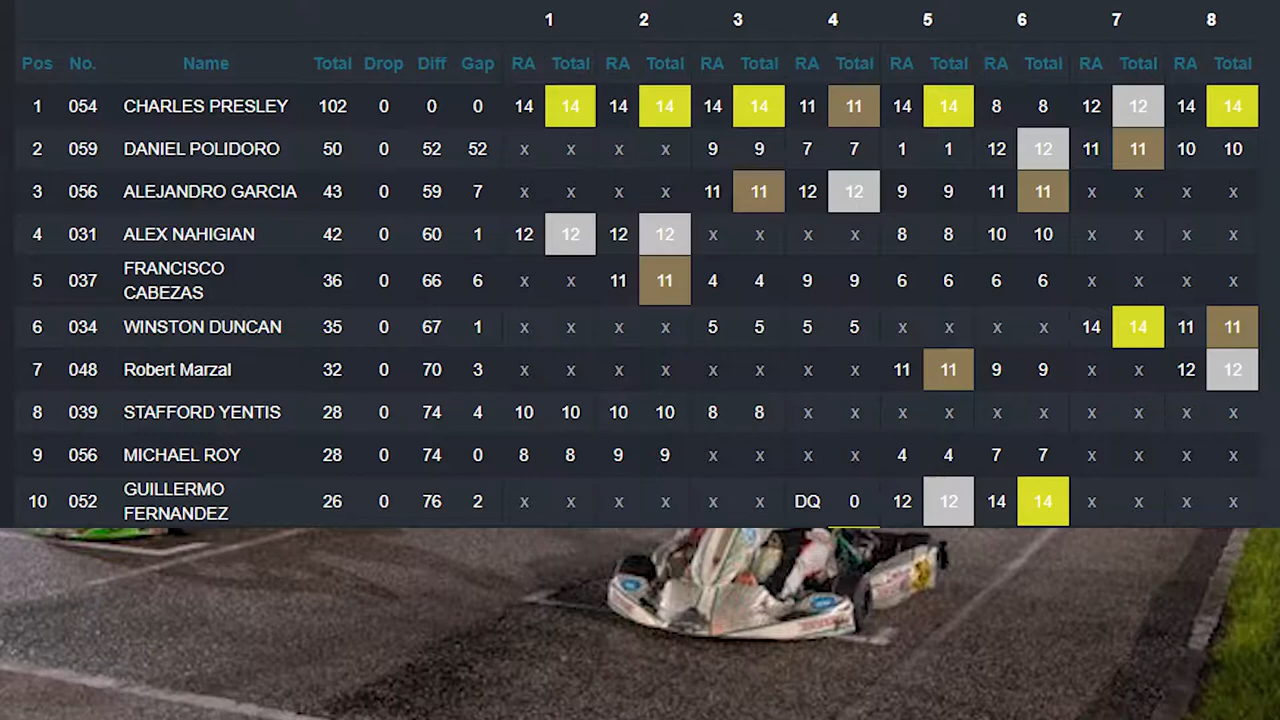 1 2 3 4 5 6 7 8
Pos No. Name Total Drop Diff Gap RA Total RA Total RA Total RA Total RA Total RA Total RA Total RA Total
1 054 CHARLES PRESLEY 102 0 0 0 14 14 14 14 14 14 11 11 14 14 8 8 12 12 14 14
2 059 DANIEL POLIDORO 50 0 52 52 x x x x 9 9 7 7 1 1 12 12 11 11 10 10
3 056 ALEJANDRO GARCIA 43 0 59 7 x x x x 11 11 12 12 9 9 11 11 x x x x
4 031 ALEX NAHIGIAN 42 0 60 1 12 12 12 12 x x x x 8 8 10 10 x x x x
FRANCISCO
5 037 CABEZAS 36 0 66 6 x x 11 11 4 4 9 9 6 6 6 6 x x x x
6 034 WINSTON DUNCAN 35 0 67 1 x x x x 5 5 5 5 x x x x 14 14 11 11
7 048 Robert Marzal 32 0 70 3 x x x x x x x x 11 11 9 9 x x 12 12
8 039 STAFFORD YENTIS 28 0 74 4 10 10 10 10 8 8 x x x x x x x x x x
9 056 MICHAEL ROY 28 0 74 0 8 8 9 9 x x x x 4 4 7 7 x x x x
GUILLERMO
10 052 FERNANDEZ 26 0 76 2 x x x x x x DQ 0 12 12 14 14 x x x x